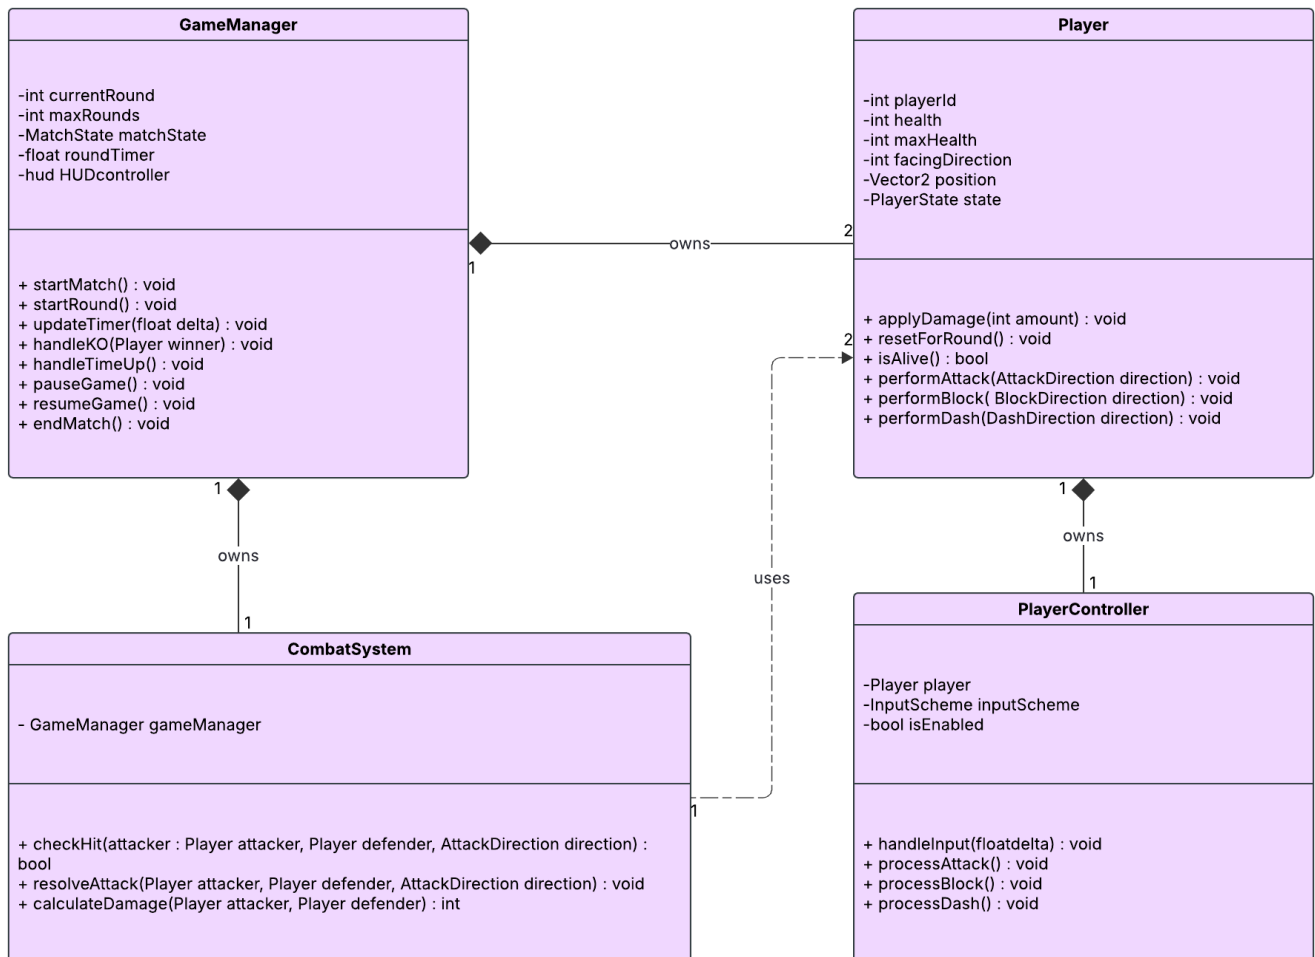 GameManager
-int currentRound
-int maxRounds
-MatchState matchState
-float roundTimer
-hud HUDcontroller
+ startMatch() : void
+ startRound() : void
+ updateTimer(float delta) : void
+ handleKO(Player winner) : void
+ handleTimeUp() : void
+ pauseGame() : void
+ resumeGame() : void
+ endMatch() : void
1
owns
2
Player
-int playerId
-int health
-int maxHealth
-int facingDirection
-Vector2 position
-PlayerState state
+ applyDamage(int amount) : void
+ resetForRound() : void
+ isAlive() : bool
+ performAttack(AttackDirection direction) : void
+ performBlock( BlockDirection direction) : void
+ performDash(DashDirection direction) : void
1
owns
1
CombatSystem
- GameManager gameManager
+ checkHit(attacker : Player attacker, Player defender, AttackDirection direction) :
bool
+ resolveAttack(Player attacker, Player defender, AttackDirection direction) : void
+ calculateDamage(Player attacker, Player defender) : int
1
uses
2
1
owns
1
PlayerController
-Player player
-InputScheme inputScheme
-bool isEnabled
+ handleInput(floatdelta) : void
+ processAttack() : void
+ processBlock() : void
+ processDash() : void